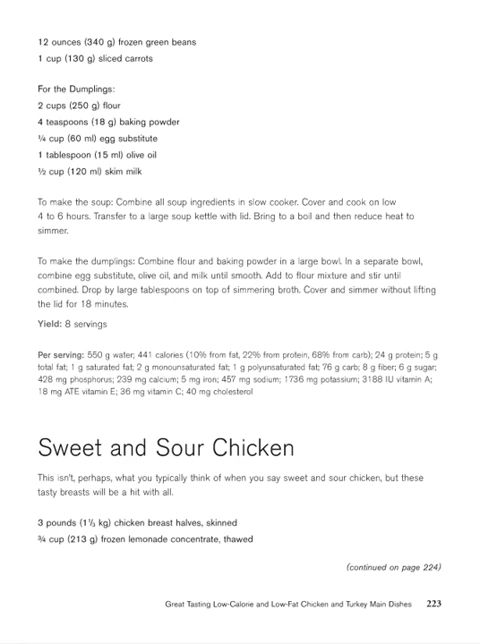 12 ounces (340 g) frozen green beans
1 cup (130 g) sliced carrots
For the Dumplings:
2 cups (250 g) flour
4 teaspoons (18 g) baking powder
¼ cup (60 ml) egg substitute
1 tablespoon (15 ml) olive oil
½ cup (120 ml) skim milk
To make the soup: Combine all soup ingredients in slow cooker. Cover and cook on low
4 to 6 hours. Transfer to a large soup kettle with lid. Bring to a boil and then reduce heat to
simmer.
To make the dumplings: Combine flour and baking powder in a large bowl. In a separate bowl,
combine egg substitute, olive oil, and milk until smooth. Add to flour mixture and stir until
combined. Drop by large tablespoons on top of simmering broth. Cover and simmer without lifting
the lid for 18 minutes.
Yield: 8 servings
Per serving: 550 g water; 441 calories (10% from fat, 22% from protein, 68% from carb); 24 g protein; 5 g
total fat; 1 g saturated fat; 2 g monounsaturated fat; 1 g polyunsaturated fat; 76 g carb; 8 g fiber; 6 g sugar;
428 mg phosphorus; 239 mg calcium; 5 mg iron; 457 mg sodium; 1736 mg potassium; 3188 IU vitamin A;
18 mg ATE vitamin E; 36 mg vitamin C; 40 mg cholesterol
Sweet and Sour Chicken
This isn't, perhaps, what you typically think of when you say sweet and sour chicken, but these
tasty breasts will be a hit with all.
3 pounds (1⅓ kg) chicken breast halves, skinned
¾ cup (213 g) frozen lemonade concentrate, thawed
(continued on page 224)
Great Tasting Low-Calorie and Low-Fat Chicken and Turkey Main Dishes 223